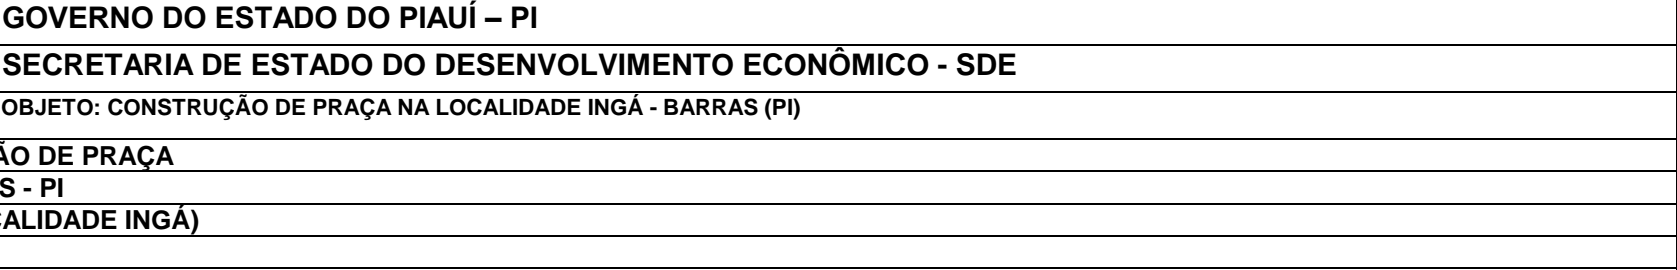 GOVERNO DO ESTADO DO PIAUÍ – PI
SECRETARIA DE ESTADO DO DESENVOLVIMENTO ECONÔMICO - SDE
OBJETO: CONSTRUÇÃO DE PRAÇA NA LOCALIDADE INGÁ - BARRAS (PI)
ÃO DE PRAÇA
S - PI
CALIDADE INGÁ)